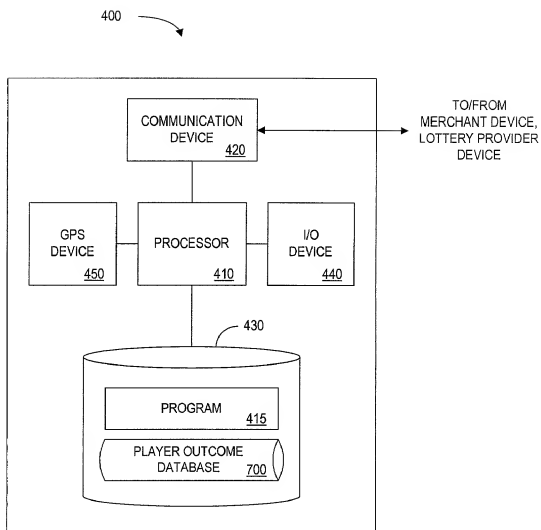 400
COMMUNICATION
DEVICE
420
TO/FROM
MERCHANT DEVICE,
LOTTERY PROVIDER
DEVICE
GPS
DEVICE
450
PROCESSOR
410
I/O
DEVICE
440
430
PROGRAM
415
PLAYER OUTCOME
DATABASE
700